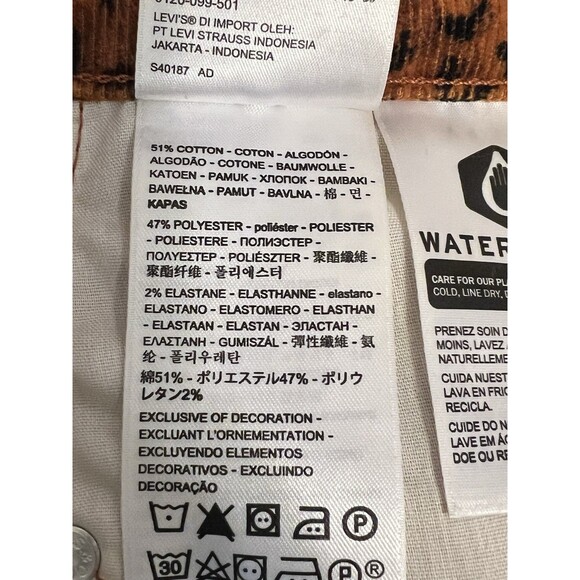 LEVI'S® DI IMPORT OLEH:
PT LEVI STRAUSS INDONESIA
JAKARTA - INDONESIA
S40187 AD
51% COTTON - COTON - ALGODÓN -
ALGODÃO - COTONE - BAUMWOLLE -
KATOEN - PAMUK - ХЛОПОК - BAMBAKI -
BAWEŁNA - PAMUT - BAVLNA - 棉 - 면 -
KAPAS
47% POLYESTER - poliéster - POLIESTER
- POLIESTERE - ПОЛИЭСТЕР -
ΠΟΛΥΕΣΤΕΡ - POLIÉSZTER - 聚酯纖維 -
聚酯纤维 - 폴리에스터
2% ELASTANE - ELASTHANNE - elastano -
ELASTANO - ELASTOMERO - ELASTHAN
- ELASTAAN - ELASTAN - ЭЛАСТАН -
ΕΛΑΣΤΑΝΗ - GUMISZÁL - 彈性纖維 - 氨
纶 - 폴리우레탄
綿51% - ポリエステル47% - ポリウ
レタン2%
EXCLUSIVE OF DECORATION -
EXCLUANT L'ORNEMENTATION -
EXCLUYENDO ELEMENTOS
DECORATIVOS - EXCLUINDO
DECORAÇÃO
P
30 P®
WATER
CARE FOR OUR
COLD, LINE DRY,
PRENEZ SOIN
MOINS, LAVEZ
NATURELLEME
CUIDA NUEST
LAVA EN FRI
RECICLA.
CUIDE DO N
LAVE EM ÁG
DOE OU RE